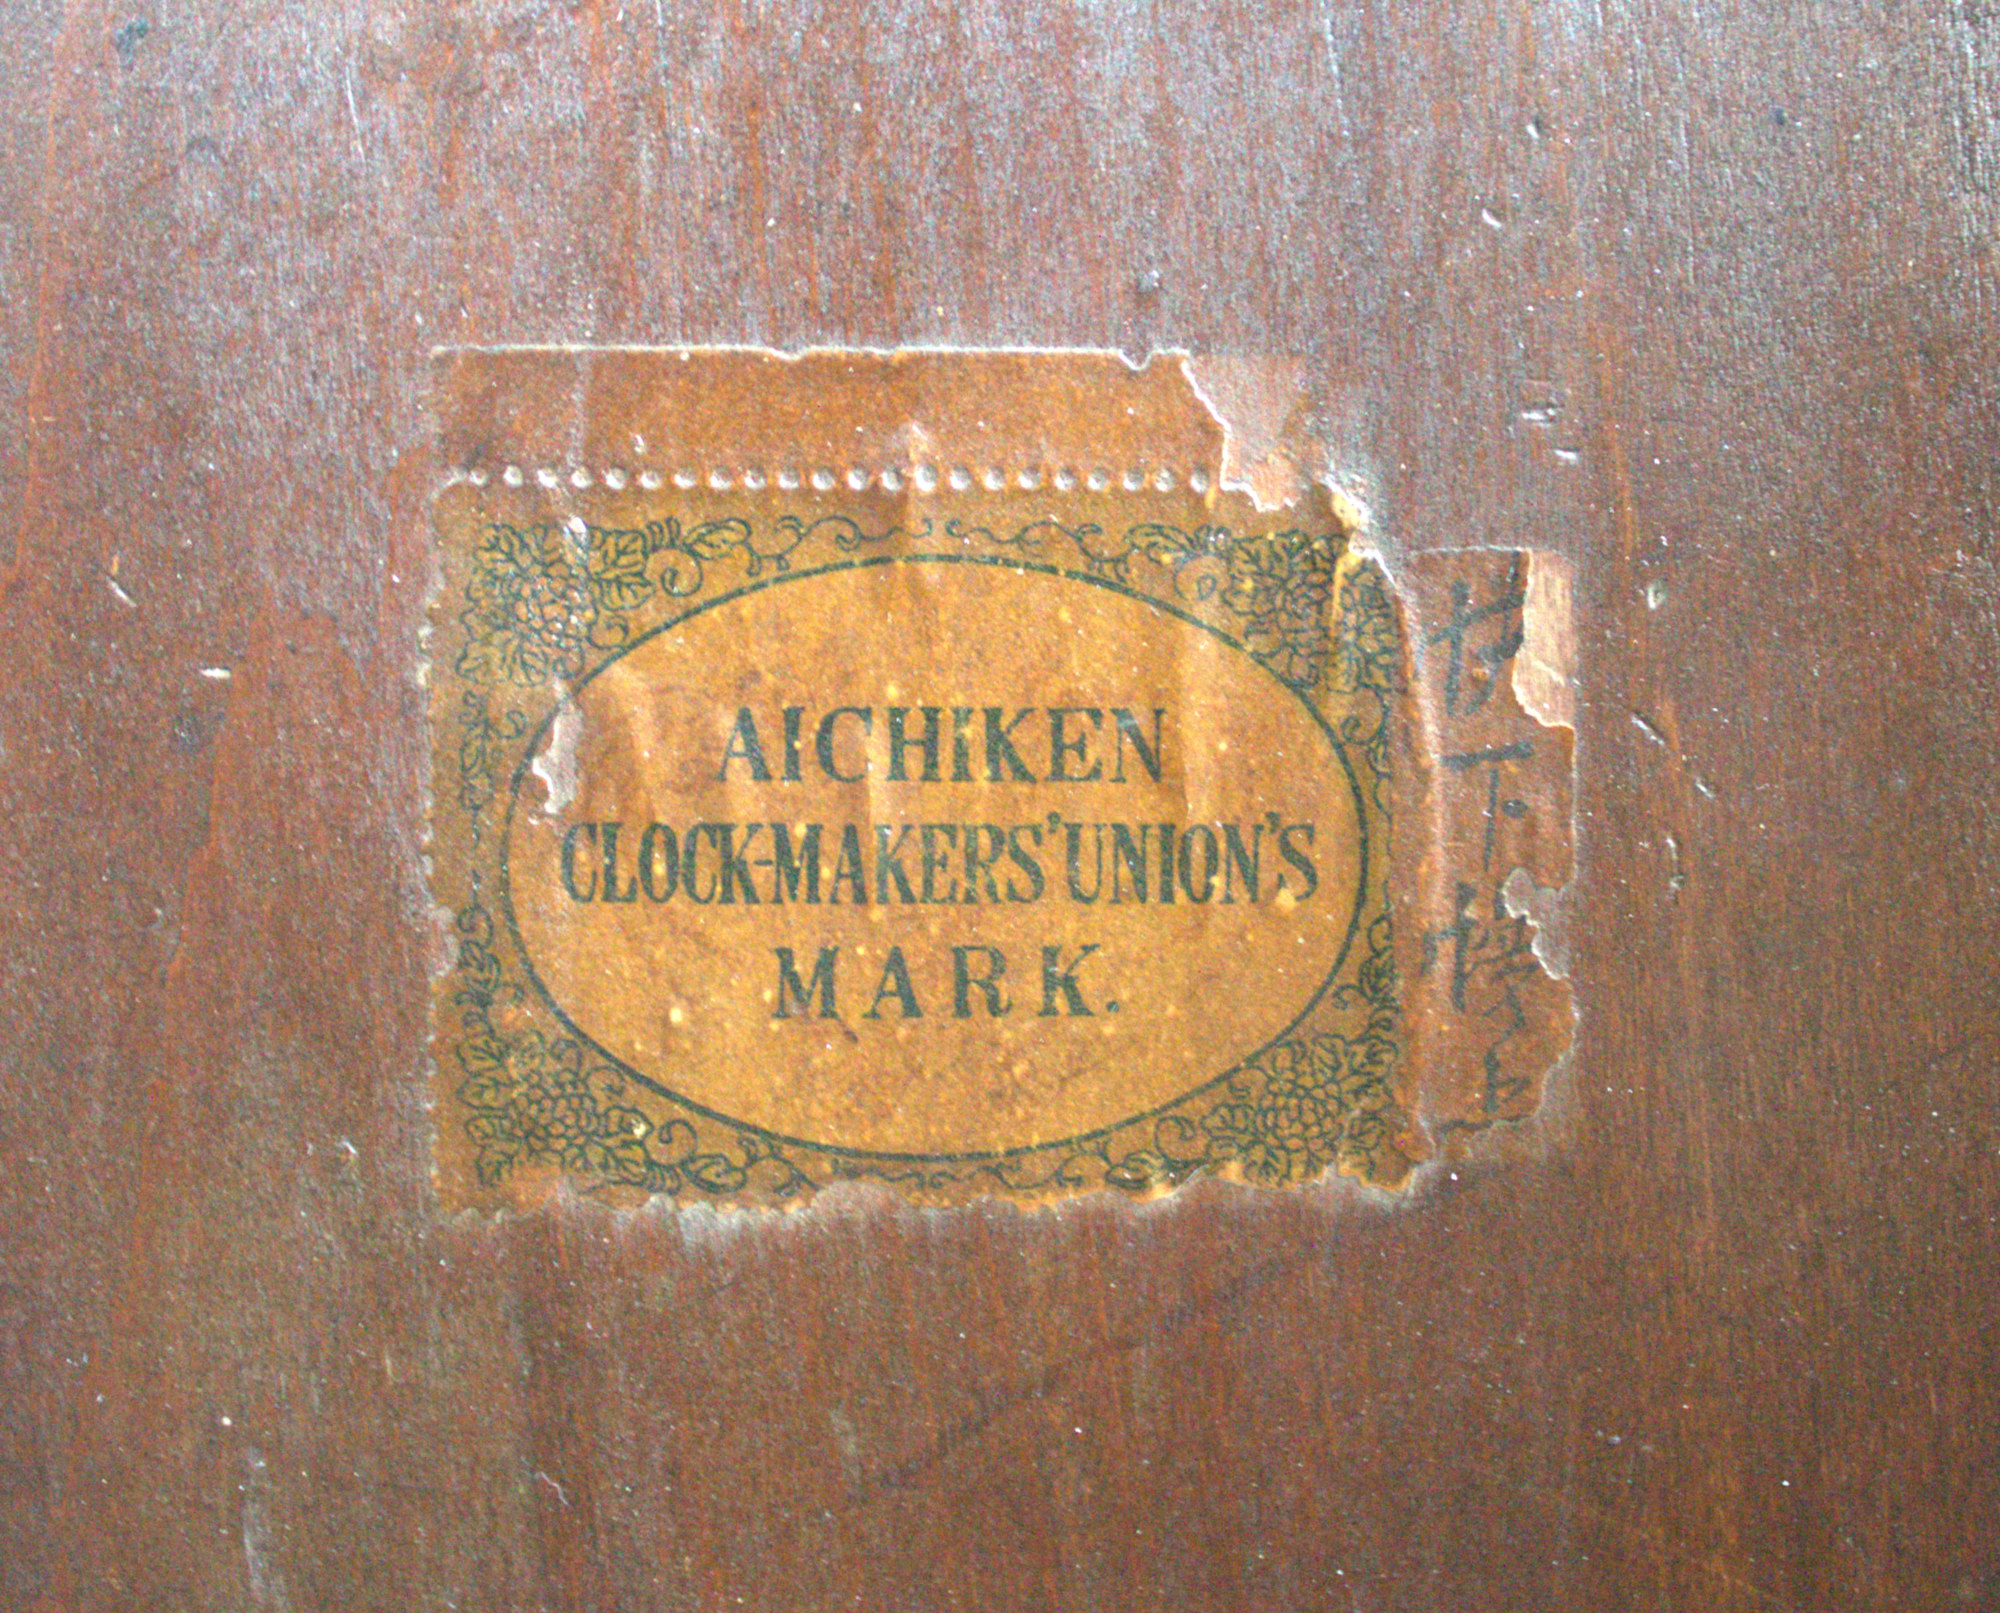 AICHIKEN
CLOCK-MAKERS' UNION'S
MARK.